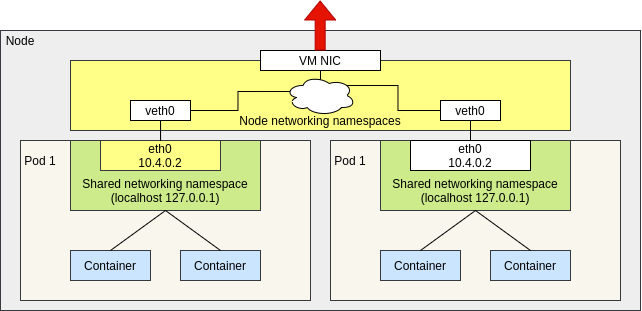 Node
VM NIC
veth0
veth0
Node networking namespaces
Pod 1
eth0
10.4.0.2
Shared networking namespace
(localhost 127.0.0.1)
Container
Container
Pod 1
eth0
10.4.0.2
Shared networking namespace
(localhost 127.0.0.1)
Container
Container